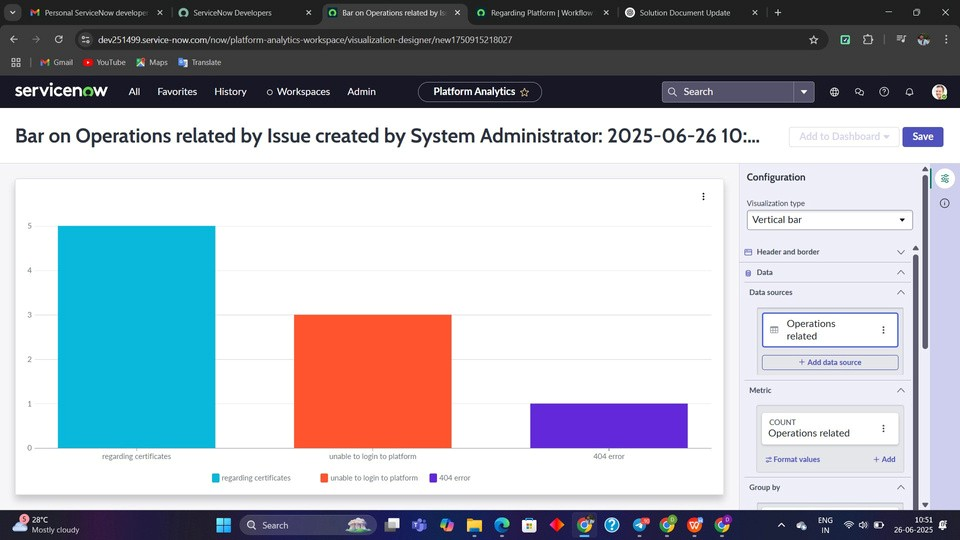 Personal ServiceNow develope
ServiceNow Developers
Bar on Operations related by Is
Regarding Platform | Workflow
Solution Document Update
dev251499.service-now.com/now/platform-analytics-workspace/visualization-designer/new1750915218027
Gmail
YouTube
Maps
Translate
servicenow
All
Favorites
History
Workspaces
Admin
Platform Analytics
Search
Bar on Operations related by Issue created by System Administrator: 2025-06-26 10:...
Add to Dashboard
Save
5
4
3
2
1
0
regarding certificates
unable to login to platform
404 error
regarding certificates
unable to login to platform
404 error
Configuration
Visualization type
Vertical bar
Header and border
Data
Data sources
Operations
related
+ Add data source
Metric
COUNT
Operations related
Format values
+ Add
Group by
28°C
Mostly cloudy
Search
ENG
IN
10:51
26-06-2025